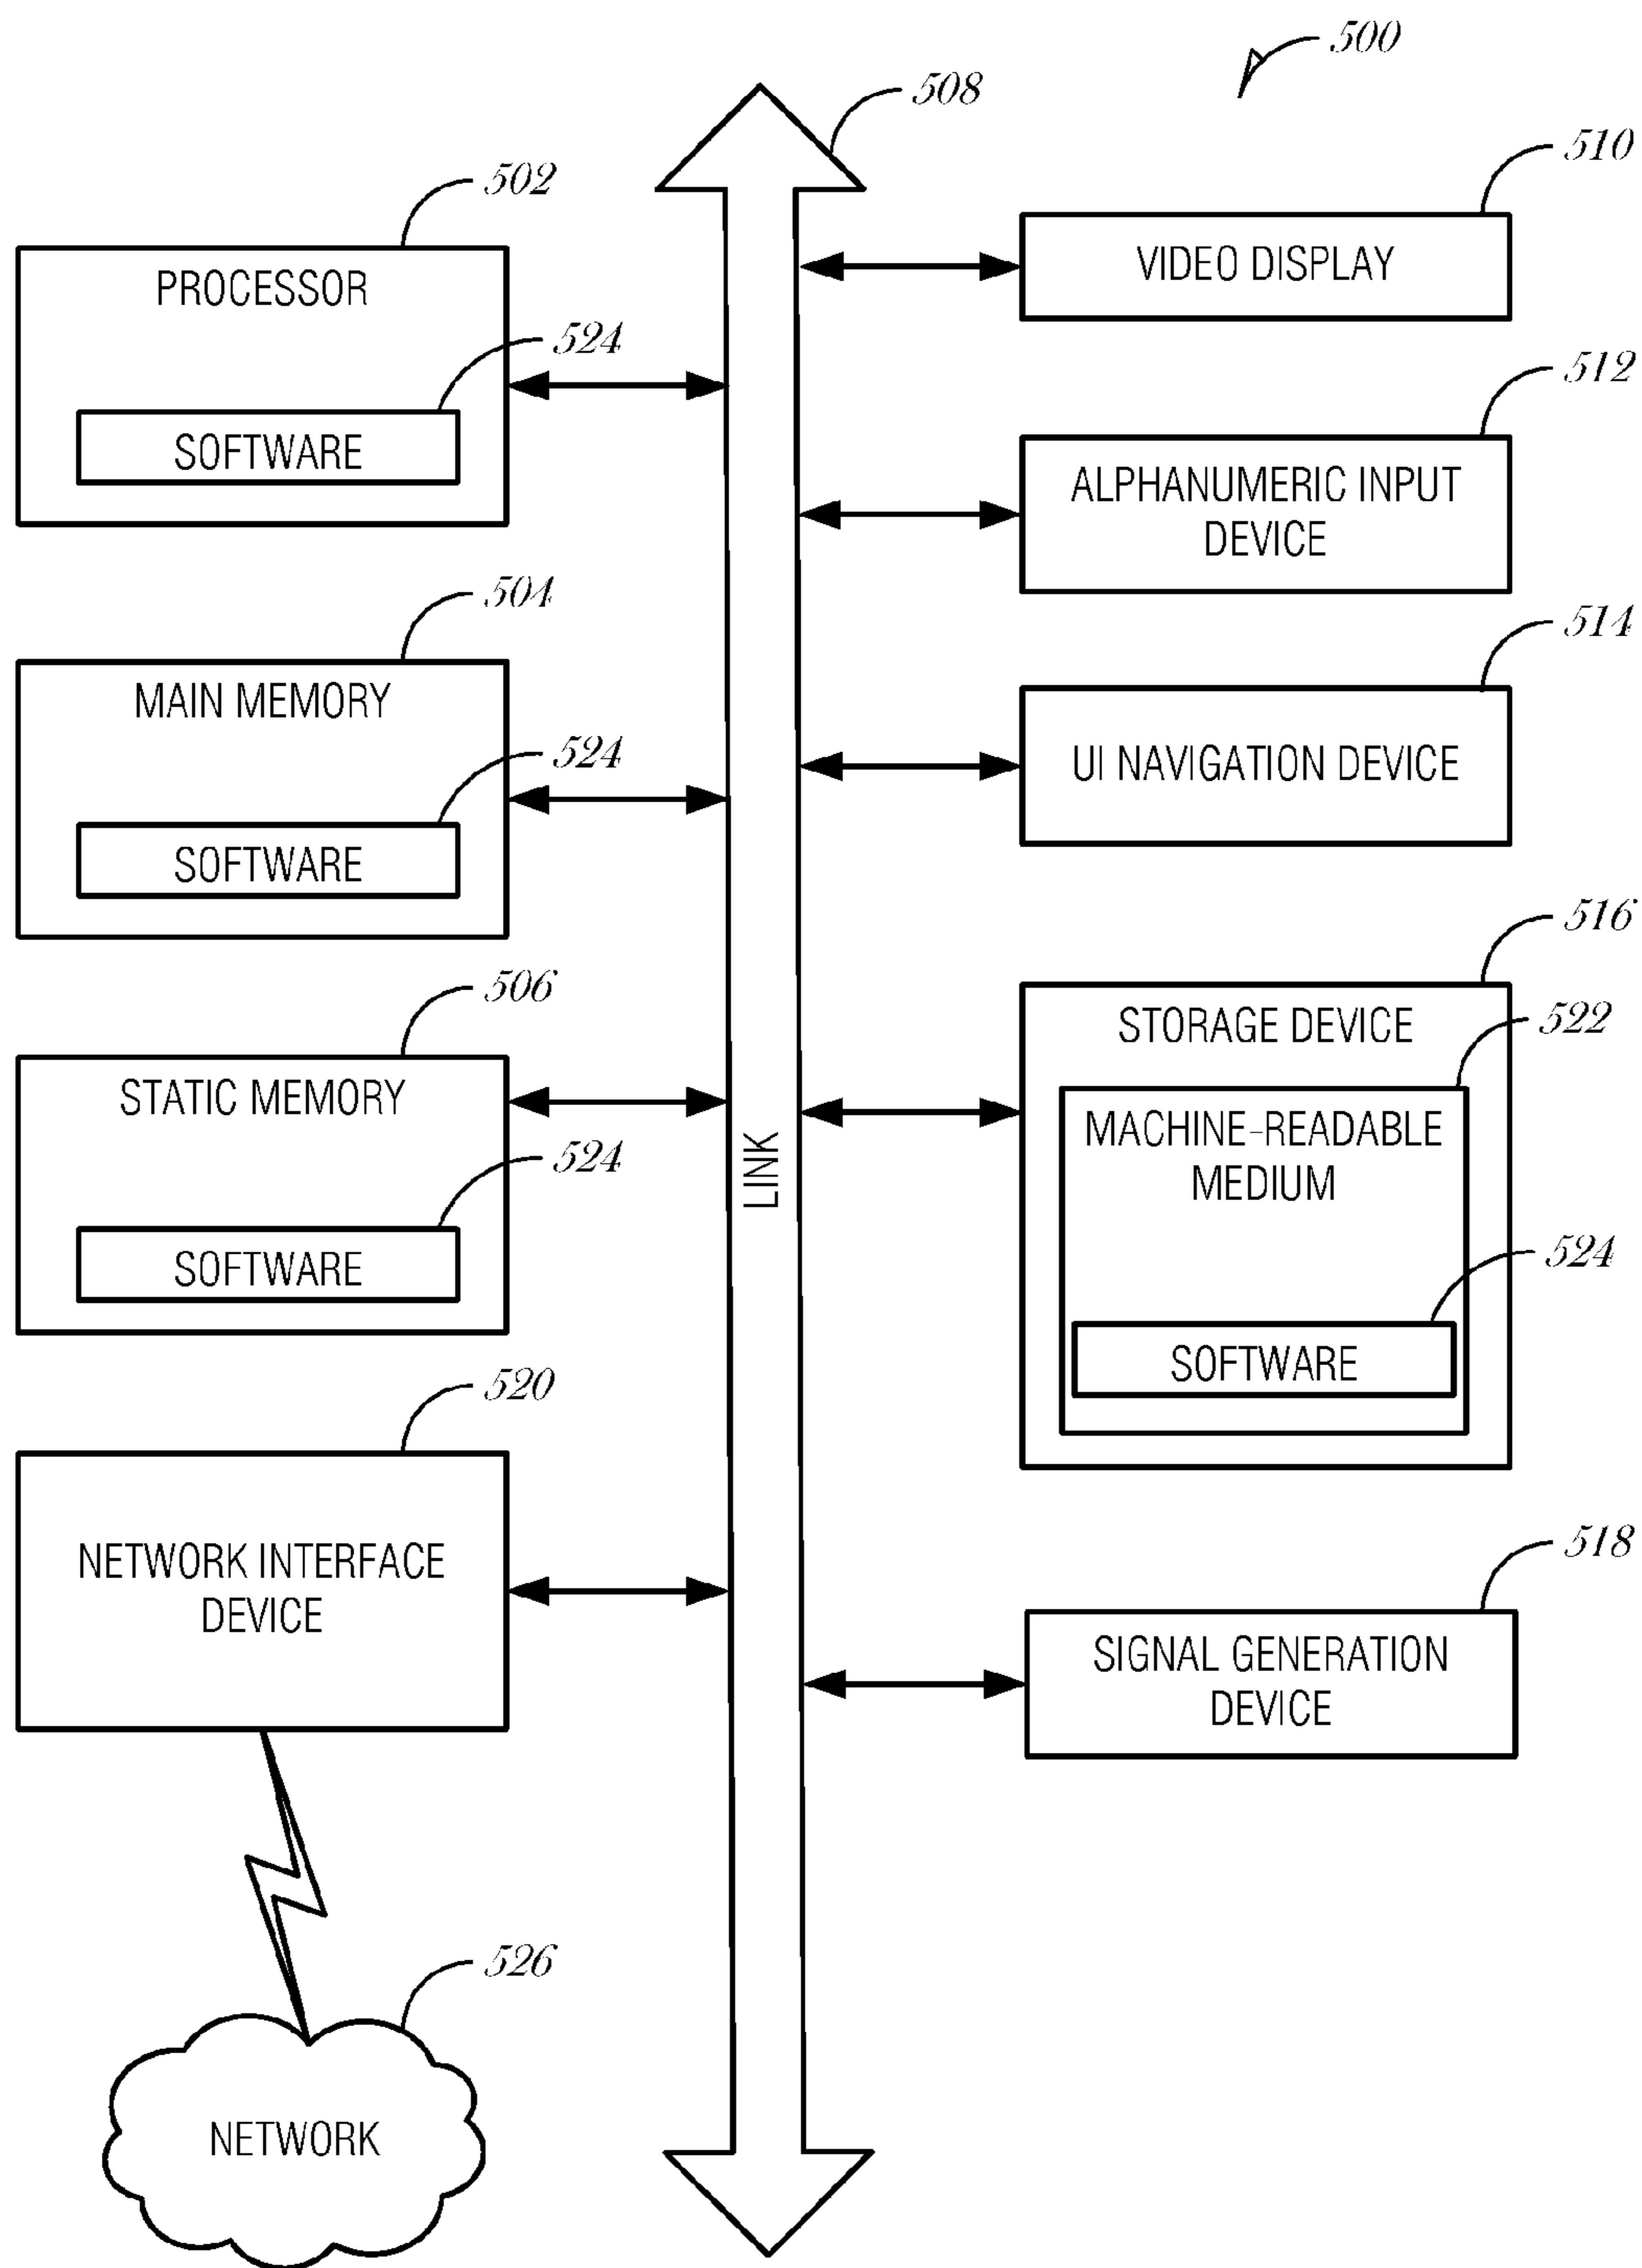 500
508
502
PROCESSOR
524
SOFTWARE
504
MAIN MEMORY
524
SOFTWARE
506
STATIC MEMORY
524
SOFTWARE
520
NETWORK INTERFACE
DEVICE
526
NETWORK
LINK
510
VIDEO DISPLAY
512
ALPHANUMERIC INPUT
DEVICE
514
UI NAVIGATION DEVICE
516
STORAGE DEVICE
522
MACHINE-READABLE
MEDIUM
524
SOFTWARE
518
SIGNAL GENERATION
DEVICE